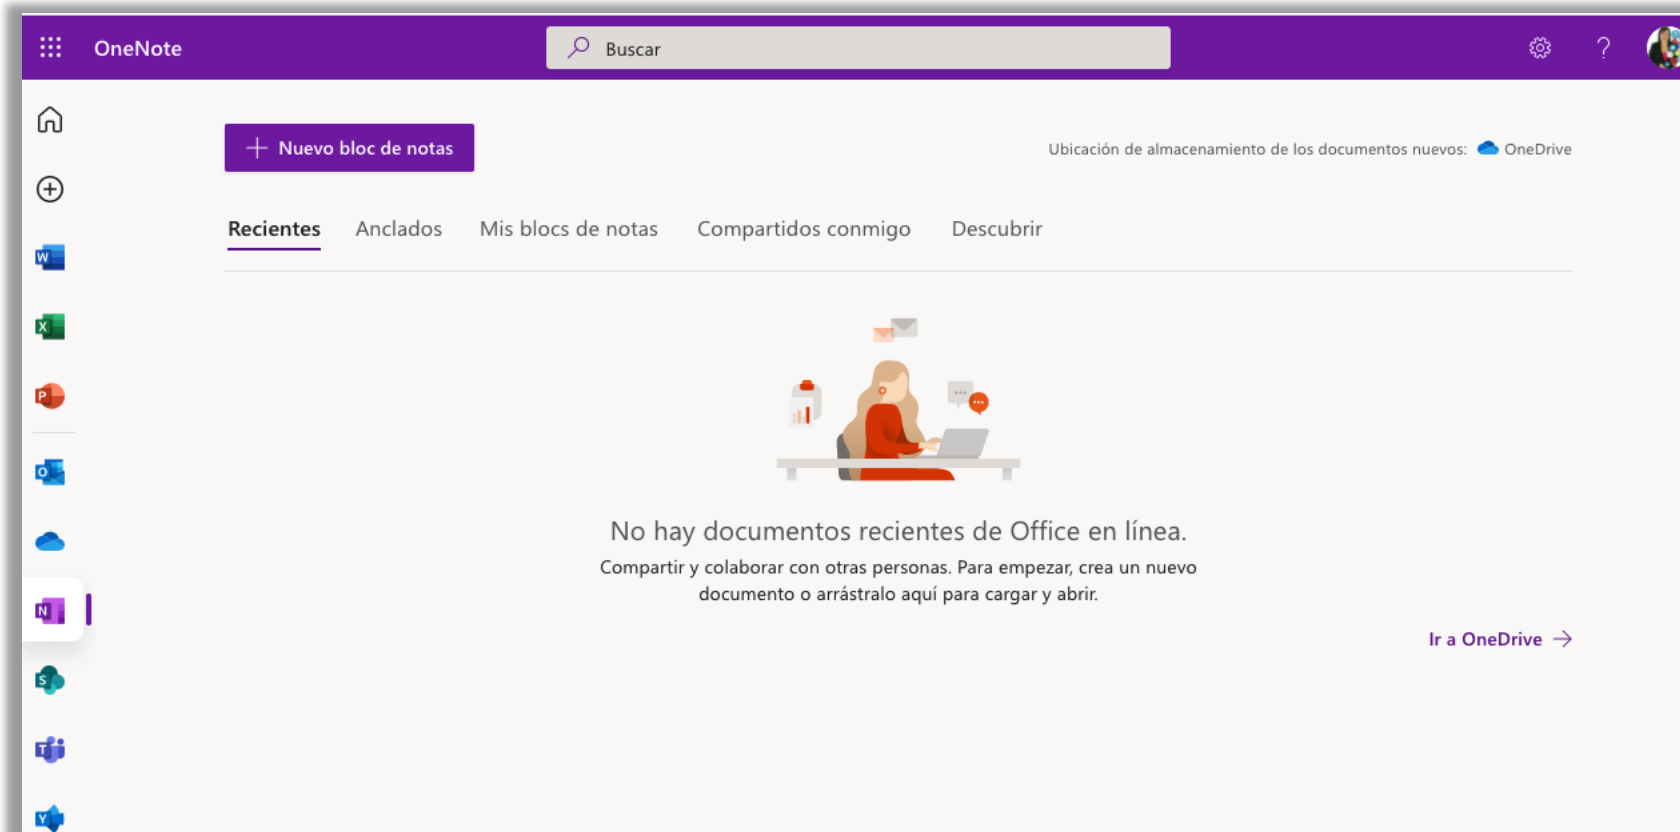 OneNote
Buscar
Nuevo bloc de notas
Ubicación de almacenamiento de los documentos nuevos: OneDrive
Recientes Anclados Mis blocs de notas Compartidos conmigo Descubrir
W
X
P
O
N
S
T
Y
No hay documentos recientes de Office en línea.
Compartir y colaborar con otras personas. Para empezar, crea un nuevo
documento o arrástralo aquí para cargar y abrir.
Ir a OneDrive